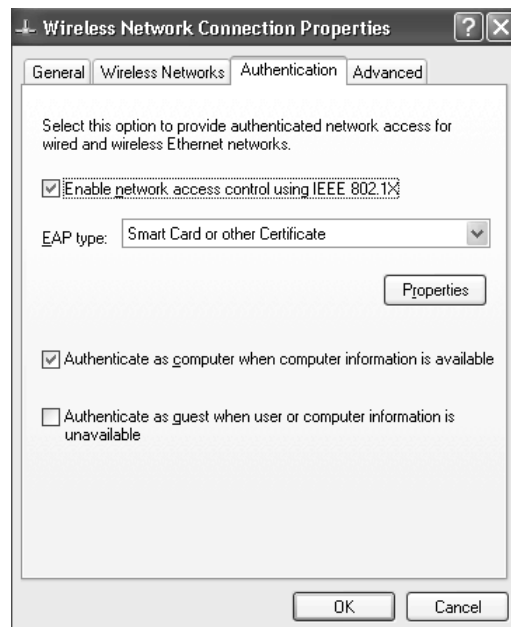 Wireless Network Connection Properties
General Wireless Networks Authentication Advanced
Select this option to provide authenticated network access for
wired and wireless Ethernet networks.
Enable network access control using IEEE 802.1X
EAP type: Smart Card or other Certificate
Properties
Authenticate as computer when computer information is available
Authenticate as guest when user or computer information is
unavailable
OK Cancel